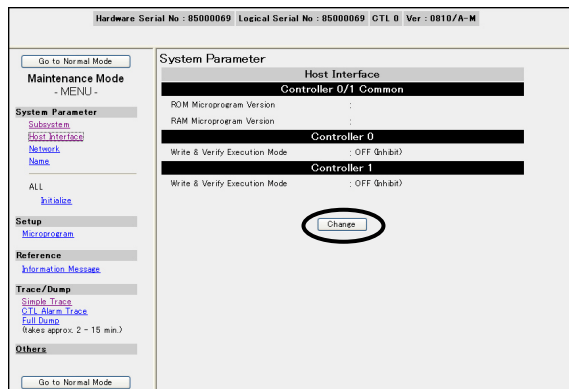 Hardware Serial No : 85000069 Logical Serial No : 85000069 CTL 0 Ver : 0810/A-M
Go to Normal Mode
Maintenance Mode
- MENU -
System Parameter
Subsystem
Host Interface
Network
Name
ALL
Initialize
Setup
Microprogram
Reference
Information Message
Trace/Dump
Simple Trace
CTL Alarm Trace
Full Dump
(takes approx. 2 - 15 min.)
Others
Go to Normal Mode
System Parameter
Host Interface
Controller 0/1 Common
ROM Microprogram Version :
RAM Microprogram Version :
Controller 0
Write & Verify Execution Mode : OFF (Inhibit)
Controller 1
Write & Verify Execution Mode : OFF (Inhibit)
Change